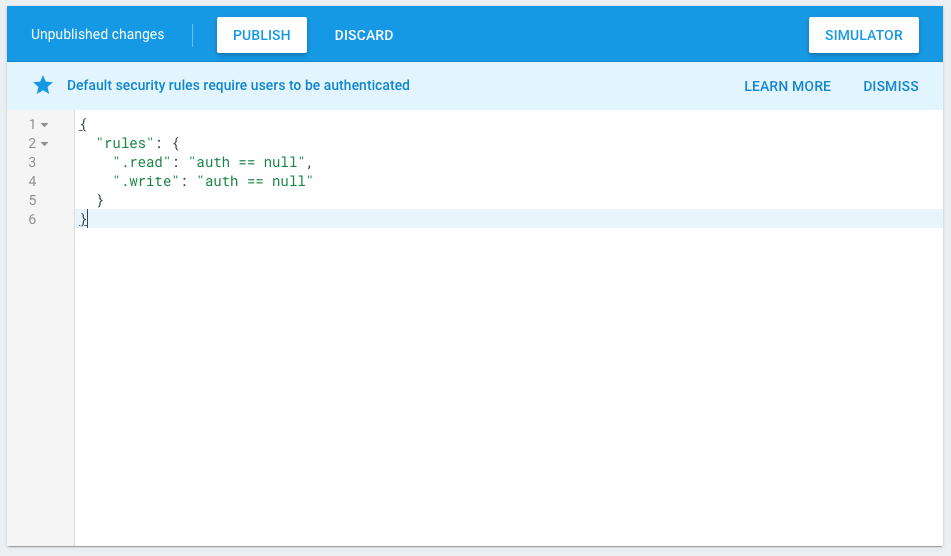 Unpublished changes PUBLISH DISCARD SIMULATOR
Default security rules require users to be authenticated LEARN MORE DISMISS
1 {
2 "rules": {
3 ".read": "auth == null",
4 ".write": "auth == null"
5 }
6 }